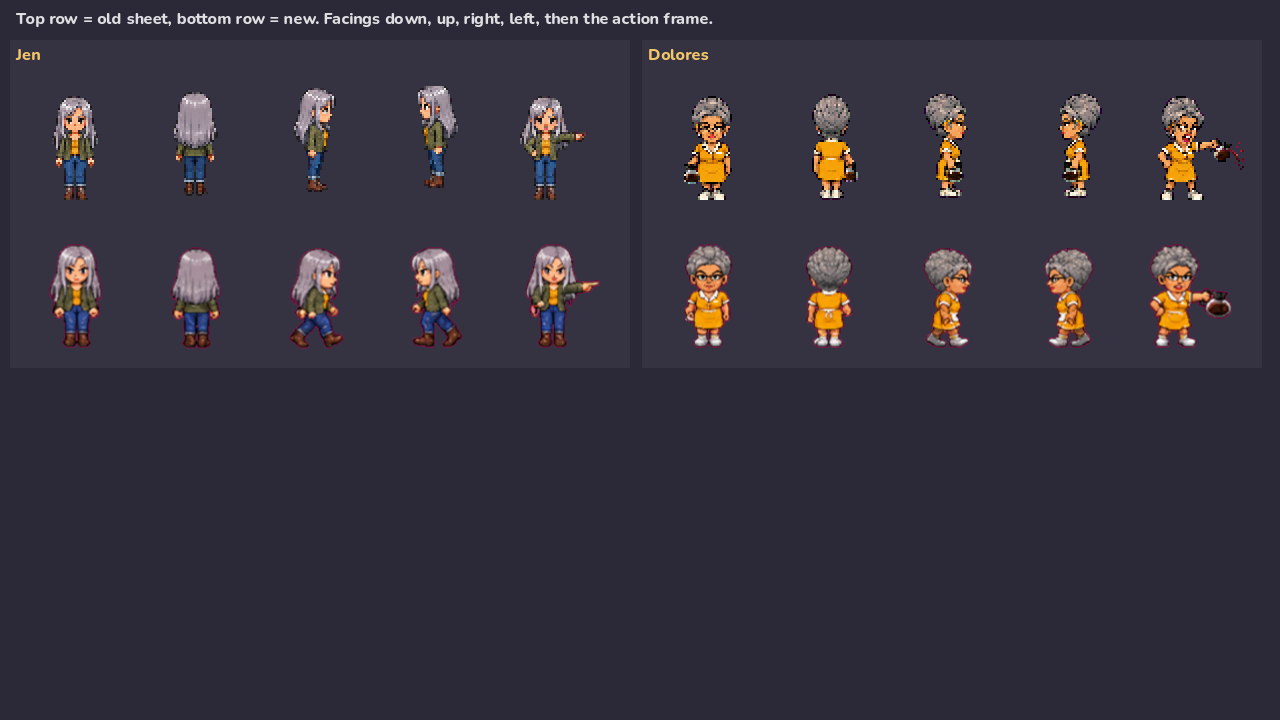 Top row = old sheet, bottom row = new. Facings down, up, right, left, then the action frame.
Jen
Dolores